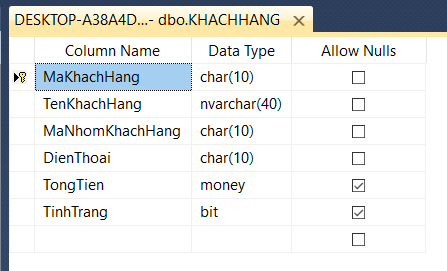 DESKTOP-A38A4D...- dbo.KHACHHANG
Column Name Data Type Allow Nulls
MaKhachHang char(10)
TenKhachHang nvarchar(40)
MaNhomKhachHang char(10)
DienThoai char(10)
TongTien money
TinhTrang bit